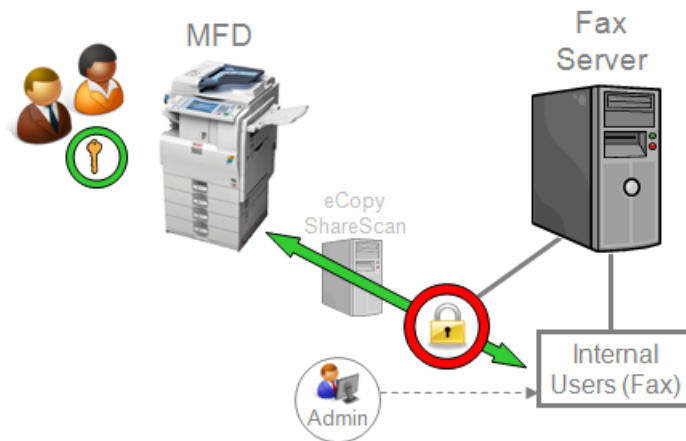 MFD
Fax
Server
eCopy
ShareScan
Internal
Users (Fax)
Admin